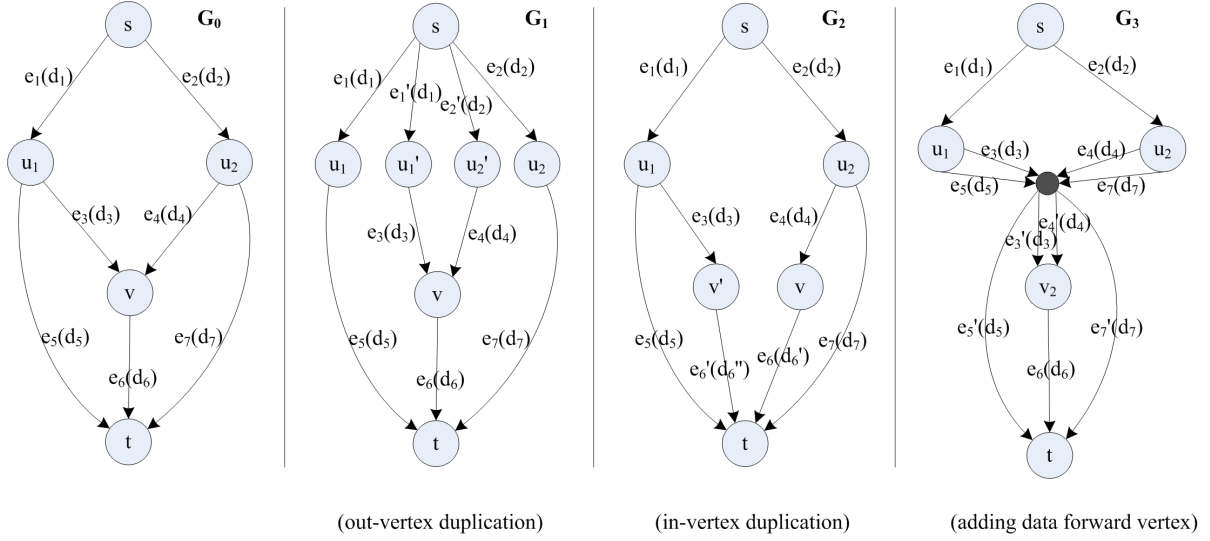 s G₀ s G₁ s G₂ s G₃
e₁(d₁) e₂(d₂) e₁(d₁) e₁'(d₁) e₂'(d₂) e₂(d₂) e₁(d₁) e₂(d₂) e₁(d₁) e₂(d₂)
u₁ u₂ u₁ u₁' u₂' u₂ u₁ u₂ u₁ u₂
e₃(d₃) e₄(d₄) e₃(d₃) e₄(d₄) e₃(d₃) e₄(d₄) e₃(d₃) e₄(d₄)
e₅(d₅) e₇(d₇)
e₃'(d₃) e₄'(d₄)
v v v' v v₂
e₅(d₅) e₇(d₇) e₅(d₅) e₇(d₇) e₅(d₅) e₆'(d₆'') e₆(d₆') e₇(d₇) e₅'(d₅) e₇'(d₇)
e₆(d₆) e₆(d₆) e₆(d₆)
t t t t
(out-vertex duplication) (in-vertex duplication) (adding data forward vertex)